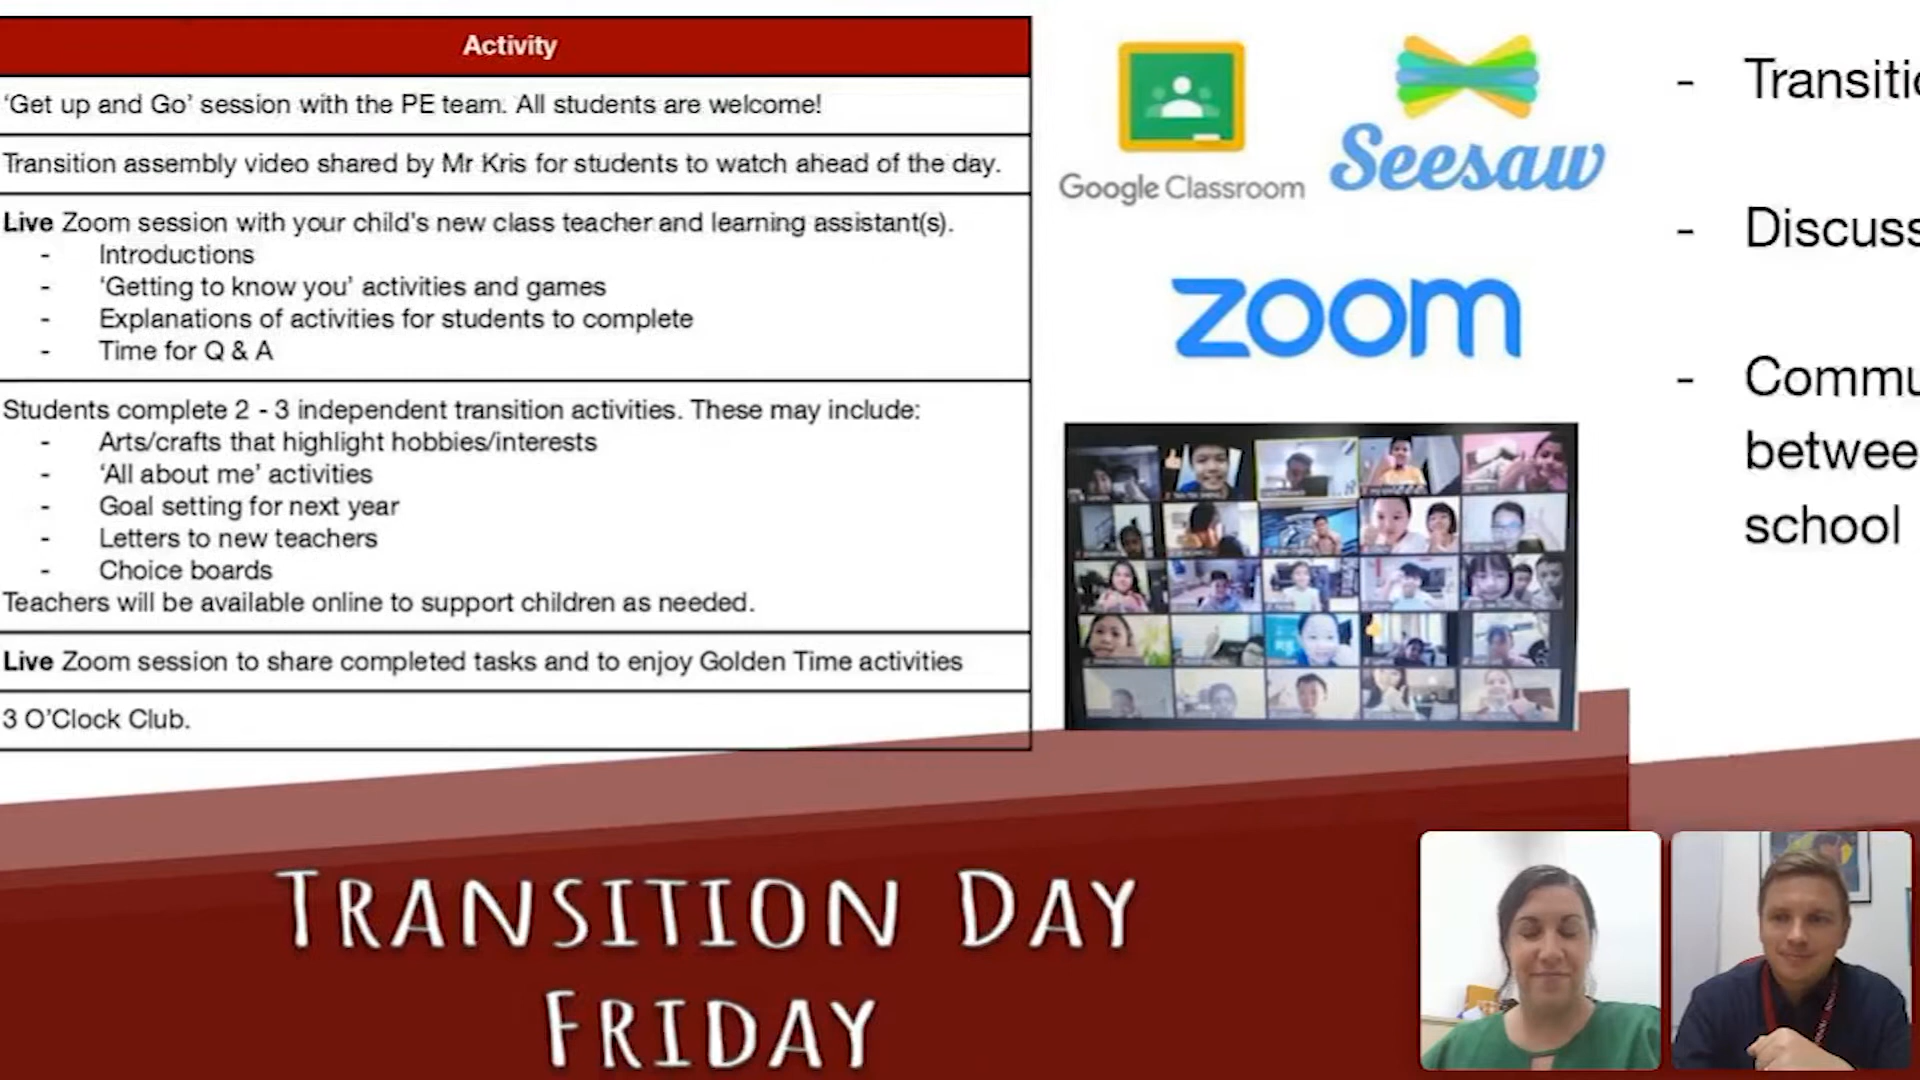 Activity
‘Get up and Go’ session with the PE team. All students are welcome!
Transition assembly video shared by Mr Kris for students to watch ahead of the day.
Live Zoom session with your child's new class teacher and learning assistant(s).
- Introductions
- ‘Getting to know you’ activities and games
- Explanations of activities for students to complete
- Time for Q & A
Students complete 2 - 3 independent transition activities. These may include:
- Arts/crafts that highlight hobbies/interests
- ‘All about me’ activities
- Goal setting for next year
- Letters to new teachers
- Choice boards
Teachers will be available online to support children as needed.
Live Zoom session to share completed tasks and to enjoy Golden Time activities
3 O’Clock Club.
Google Classroom
Seesaw
zoom
- Transitio
- Discuss
- Commu
betwee
school
TRANSITION DAY
FRIDAY